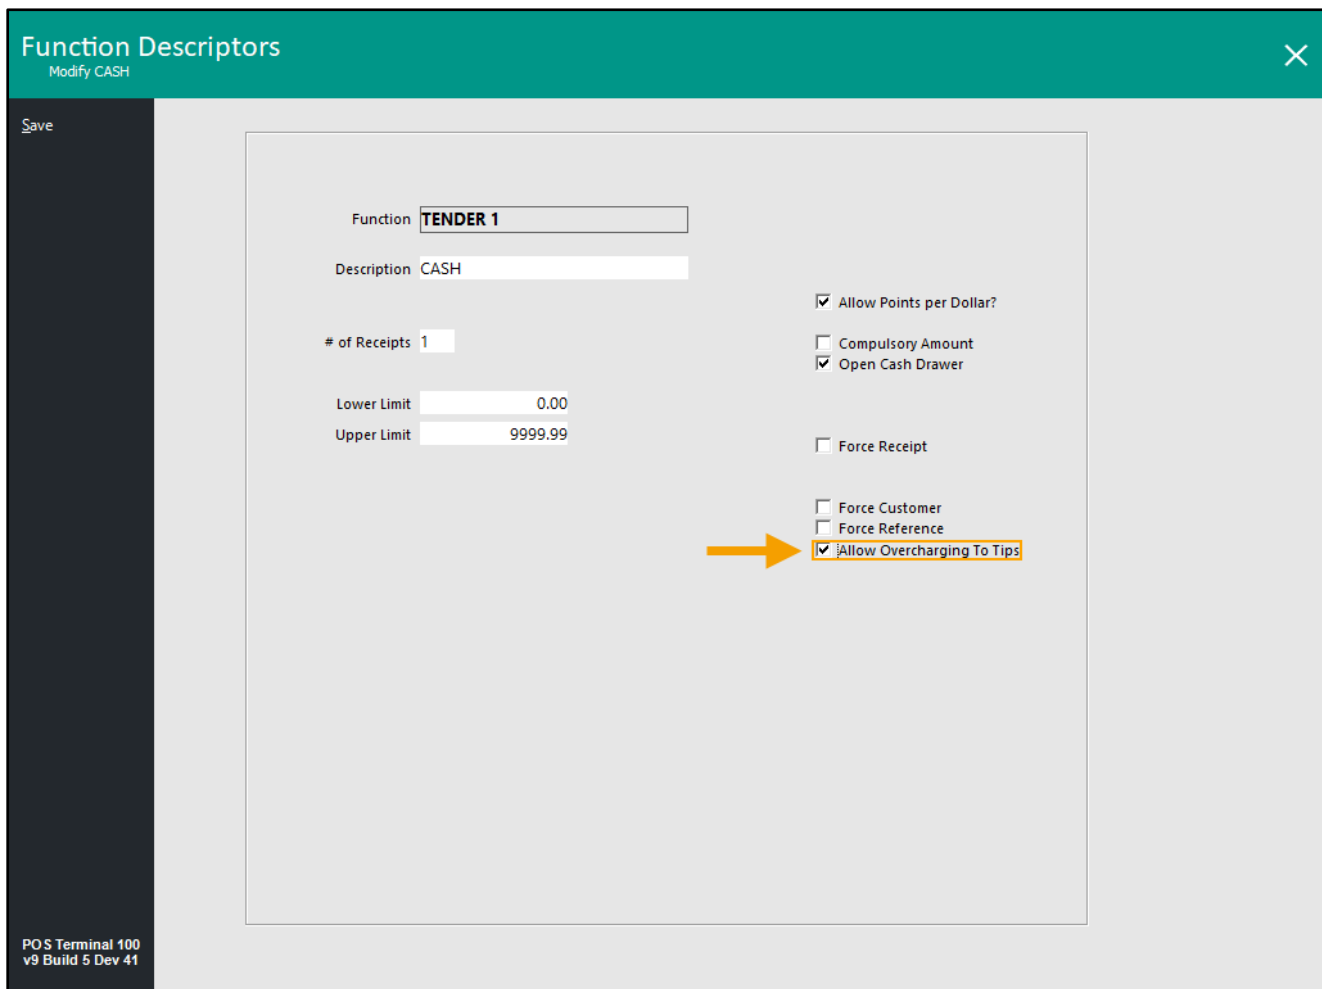 Function Descriptors
Modify CASH
Save
Function TENDER 1
Description CASH
Allow Points per Dollar?
# of Receipts 1
Compulsory Amount
Open Cash Drawer
Lower Limit 0.00
Upper Limit 9999.99
Force Receipt
Force Customer
Force Reference
Allow Overcharging To Tips
POS Terminal 100
v9 Build 5 Dev 41